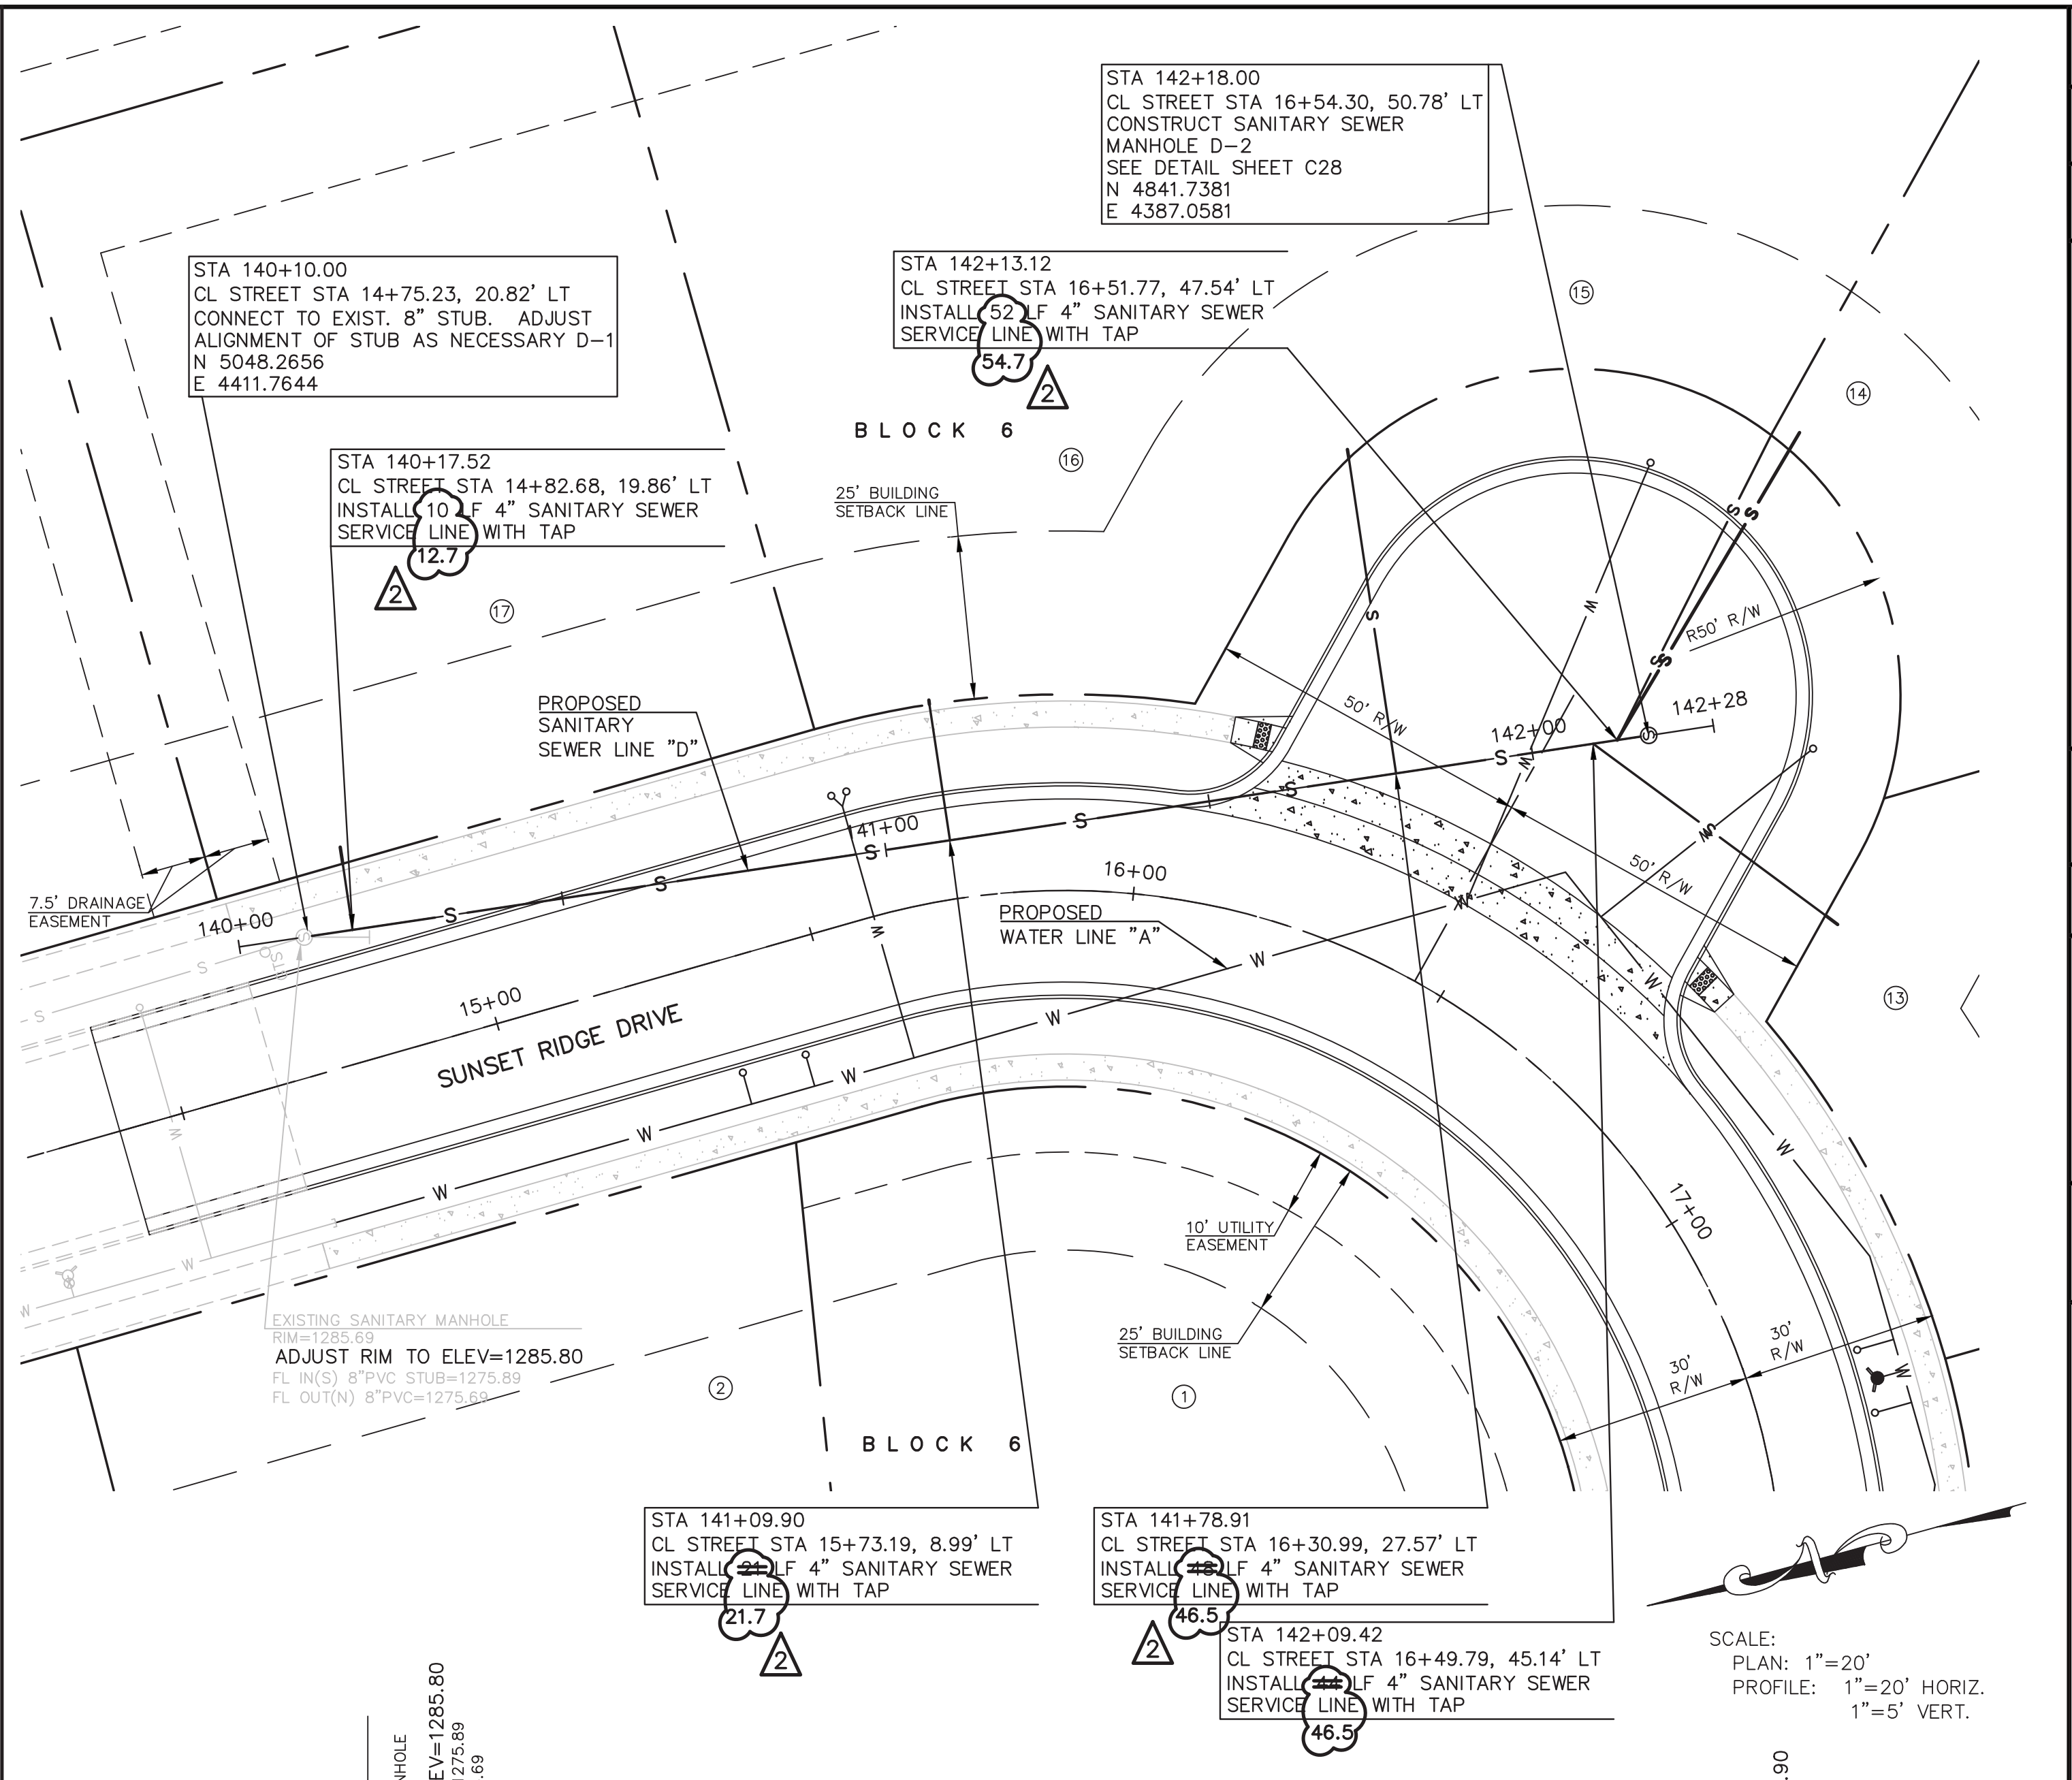 STA 142+18.00
CL STREET STA 16+54.30, 50.78' LT
CONSTRUCT SANITARY SEWER
MANHOLE D-2
SEE DETAIL SHEET C28
N 4841.7381
E 4387.0581
STA 140+10.00
CL STREET STA 14+75.23, 20.82' LT
CONNECT TO EXIST. 8" STUB. ADJUST
ALIGNMENT OF STUB AS NECESSARY D-1
N 5048.2656
E 4411.7644
STA 142+13.12
CL STREET STA 16+51.77, 47.54' LT
INSTALL 52 LF 4" SANITARY SEWER
SERVICE LINE WITH TAP
54.7
2
15
14
BLOCK 6
16
STA 140+17.52
CL STREET STA 14+82.68, 19.86' LT
INSTALL 10 LF 4" SANITARY SEWER
SERVICE LINE WITH TAP
12.7
2
17
25' BUILDING
SETBACK LINE
S
S
S
W
R50' R/W
S
S
PROPOSED
SANITARY
SEWER LINE "D"
50' R/W
142+00
142+28
S
S
W
S
S
141+00
S
S
S
W
S
50' R/W
16+00
7.5' DRAINAGE
EASEMENT
140+00
S
PROPOSED
WATER LINE "A"
W
W
W
W
S
STA
S
15+00
13
SUNSET RIDGE DRIVE
W
W
W
W
W
W
W
W
W
17+00
10' UTILITY
EASEMENT
25' BUILDING
SETBACK LINE
30'
R/W
30'
R/W
W
EXISTING SANITARY MANHOLE
RIM=1285.69
ADJUST RIM TO ELEV=1285.80
FL IN(S) 8"PVC STUB=1275.89
FL OUT(N) 8"PVC=1275.69
2
1
BLOCK 6
STA 141+09.90
CL STREET STA 15+73.19, 8.99' LT
INSTALL 21 LF 4" SANITARY SEWER
SERVICE LINE WITH TAP
21.7
2
STA 141+78.91
CL STREET STA 16+30.99, 27.57' LT
INSTALL 48 LF 4" SANITARY SEWER
SERVICE LINE WITH TAP
46.5
2
STA 142+09.42
CL STREET STA 16+49.79, 45.14' LT
INSTALL 44 LF 4" SANITARY SEWER
SERVICE LINE WITH TAP
46.5
N
SCALE:
PLAN: 1"=20'
PROFILE: 1"=20' HORIZ.
1"=5' VERT.
NHOLE
EV=1285.80
1275.89
.69
.90